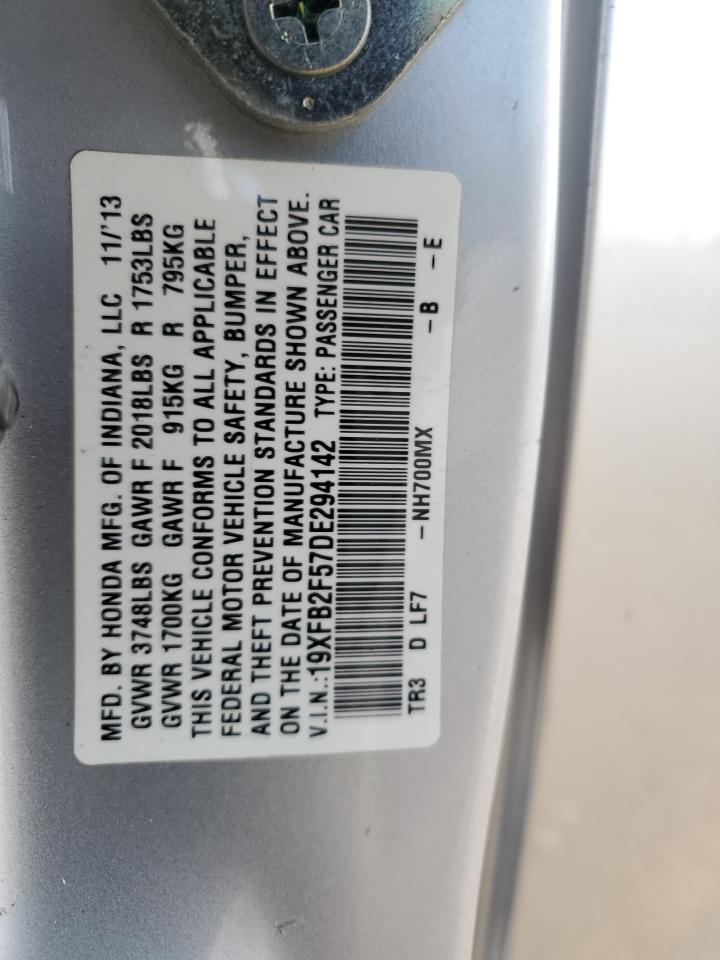 MFD. BY HONDA MFG. OF INDIANA, LLC 11/'13
GVWR 3748LBS GAWR F 2018LBS R 1753LBS
GVWR 1700KG GAWR F 915KG R 795KG
THIS VEHICLE CONFORMS TO ALL APPLICABLE
FEDERAL MOTOR VEHICLE SAFETY, BUMPER,
AND THEFT PREVENTION STANDARDS IN EFFECT
ON THE DATE OF MANUFACTURE SHOWN ABOVE.
V.I.N.:19XFB2F57DE294142 TYPE: PASSENGER CAR
TR3 D LF7 -NH700MX -B -E